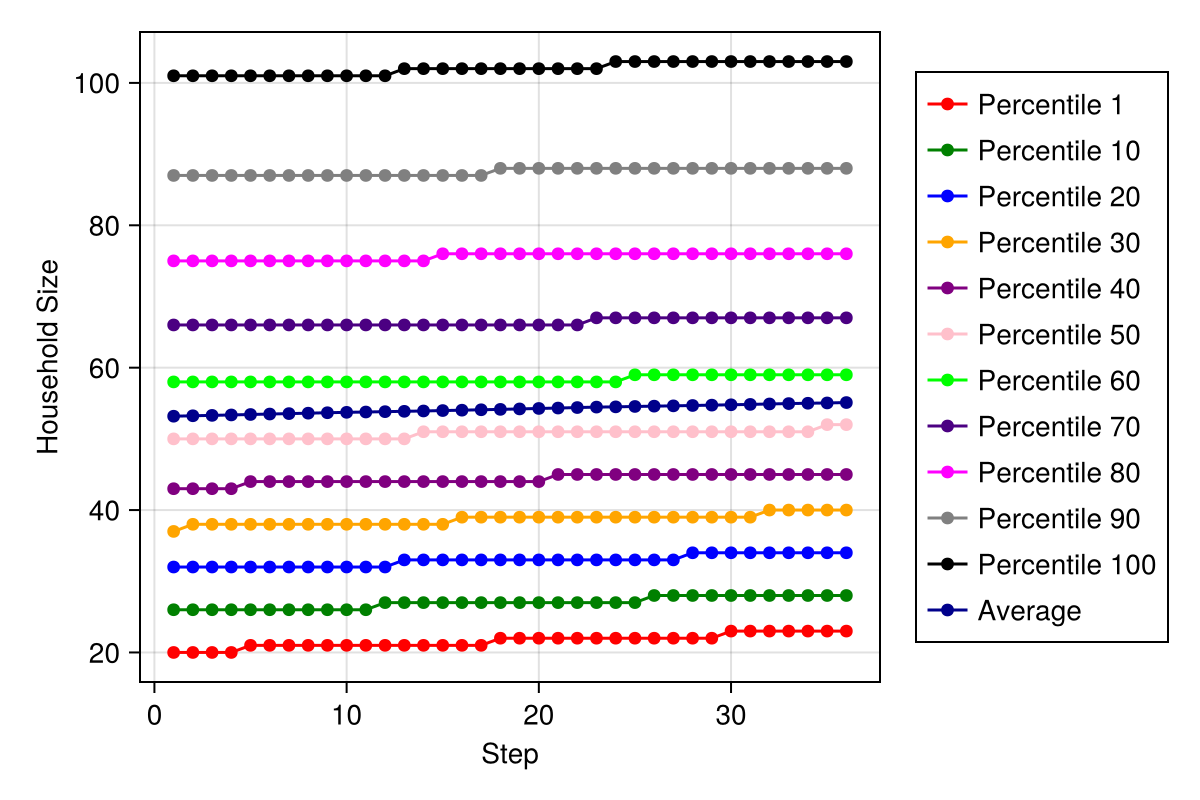 100
80
60
40
20
Household Size
0
10
20
30
Step
Percentile 1
Percentile 10
Percentile 20
Percentile 30
Percentile 40
Percentile 50
Percentile 60
Percentile 70
Percentile 80
Percentile 90
Percentile 100
Average